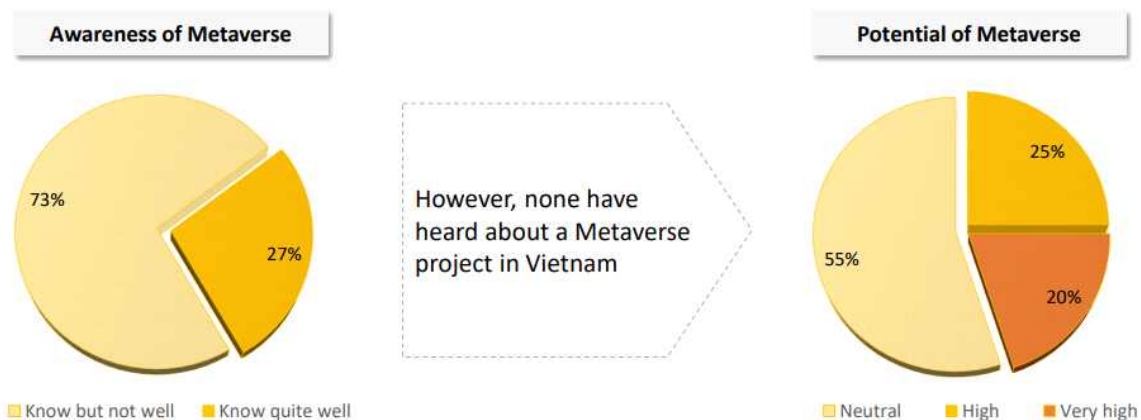 Awareness of Metaverse
73%
27%
Know but not well
Know quite well
However, none have
heard about a Metaverse
project in Vietnam
Potential of Metaverse
25%
55%
20%
Neutral
High
Very high